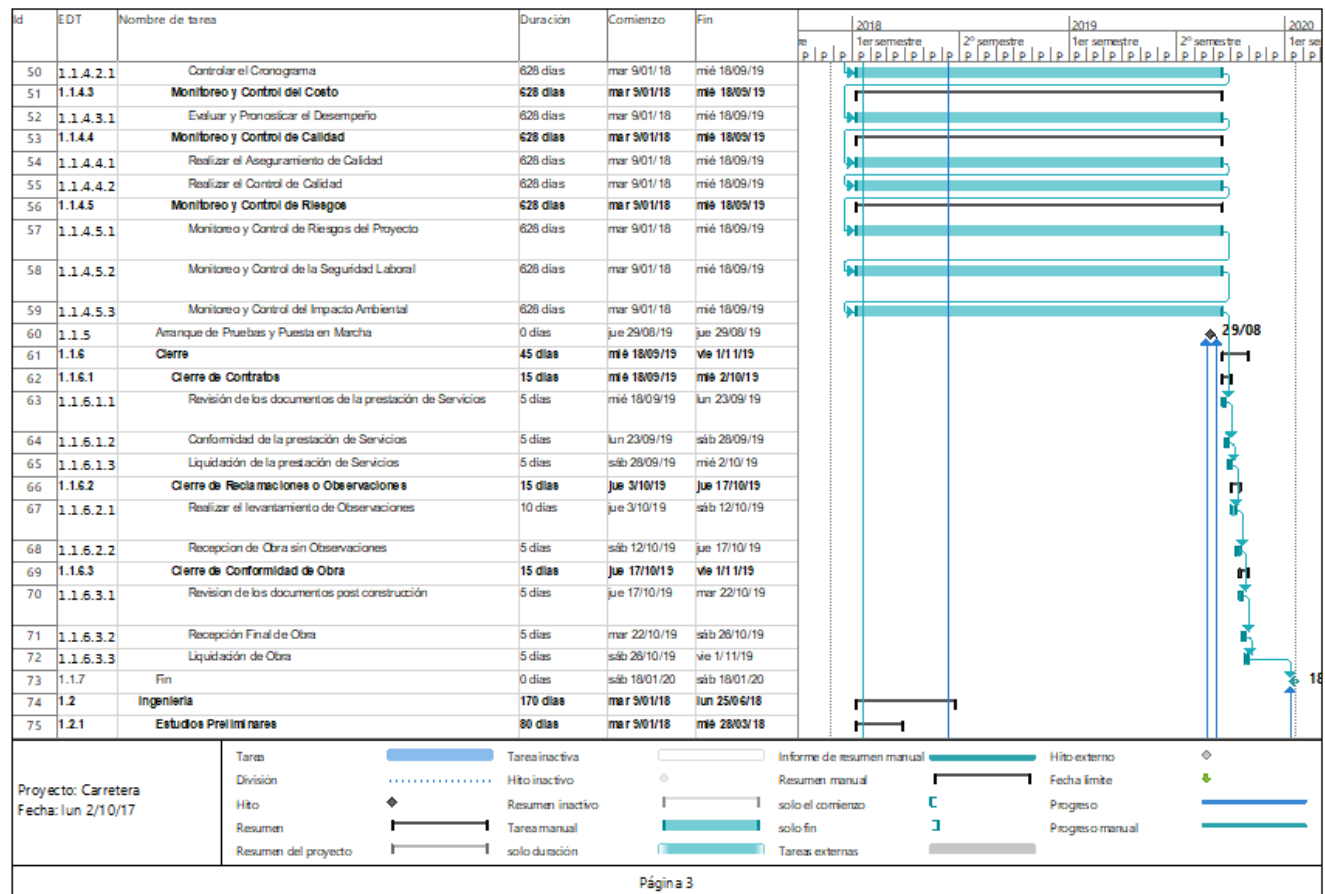 Id EDT Nombre de tarea Duración Comienzo Fin
2018 2019 2020
re 1er semestre 2º semestre 1er semestre 2º semestre 1er se
P P P P P P P P P P P P P P P P P P P P P P P P
50 1.1.4.2.1 Controlar el Cronograma 628 días mar 9/01/18 mié 18/09/19
51 1.1.4.3 Monitoreo y Control del Costo 628 días mar 9/01/18 mié 18/09/19
52 1.1.4.3.1 Evaluar y Pronosticar el Desempeño 628 días mar 9/01/18 mié 18/09/19
53 1.1.4.4 Monitoreo y Control de Calidad 628 días mar 9/01/18 mié 18/09/19
54 1.1.4.4.1 Realizar el Aseguramiento de Calidad 628 días mar 9/01/18 mié 18/09/19
55 1.1.4.4.2 Realizar el Control de Calidad 628 días mar 9/01/18 mié 18/09/19
56 1.1.4.5 Monitoreo y Control de Riesgos 628 días mar 9/01/18 mié 18/09/19
57 1.1.4.5.1 Monitoreo y Control de Riesgos del Proyecto 628 días mar 9/01/18 mié 18/09/19
58 1.1.4.5.2 Monitoreo y Control de la Seguridad Laboral 628 días mar 9/01/18 mié 18/09/19
59 1.1.4.5.3 Monitoreo y Control del Impacto Ambiental 628 días mar 9/01/18 mié 18/09/19
60 1.1.5 Arranque de Pruebas y Puesta en Marcha 0 días jue 29/08/19 jue 29/08/19 29/08
61 1.1.6 Cierre 45 días mié 18/09/19 vie 1/11/19
62 1.1.6.1 Cierre de Contratos 15 días mié 18/09/19 mié 2/10/19
63 1.1.6.1.1 Revisión de los documentos de la prestación de Servicios 5 días mié 18/09/19 lun 23/09/19
64 1.1.6.1.2 Conformidad de la prestación de Servicios 5 días lun 23/09/19 sáb 28/09/19
65 1.1.6.1.3 Liquidación de la prestación de Servicios 5 días sáb 28/09/19 mié 2/10/19
66 1.1.6.2 Cierre de Reclamaciones o Observaciones 15 días jue 3/10/19 jue 17/10/19
67 1.1.6.2.1 Realizar el levantamiento de Observaciones 10 días jue 3/10/19 sáb 12/10/19
68 1.1.6.2.2 Recepcion de Obra sin Observaciones 5 días sáb 12/10/19 jue 17/10/19
69 1.1.6.3 Cierre de Conformidad de Obra 15 días jue 17/10/19 vie 1/11/19
70 1.1.6.3.1 Revision de los documentos post construcción 5 días jue 17/10/19 mar 22/10/19
71 1.1.6.3.2 Recepción Final de Obra 5 días mar 22/10/19 sáb 26/10/19
72 1.1.6.3.3 Liquidación de Obra 5 días sáb 26/10/19 vie 1/11/19
73 1.1.7 Fin 0 días sáb 18/01/20 sáb 18/01/20 18
74 1.2 Ingeniería 170 días mar 9/01/18 lun 25/06/18
75 1.2.1 Estudios Preliminares 80 días mar 9/01/18 mié 28/03/18
Proyecto: Carretera
Fecha: lun 2/10/17
Tarea Tarea inactiva Informe de resumen manual Hito externo
División Hito inactivo Resumen manual Fecha límite
Hito Resumen inactivo solo el comienzo Progreso
Resumen Tarea manual solo fin Progreso manual
Resumen del proyecto solo duración Tareas externas
Página 3